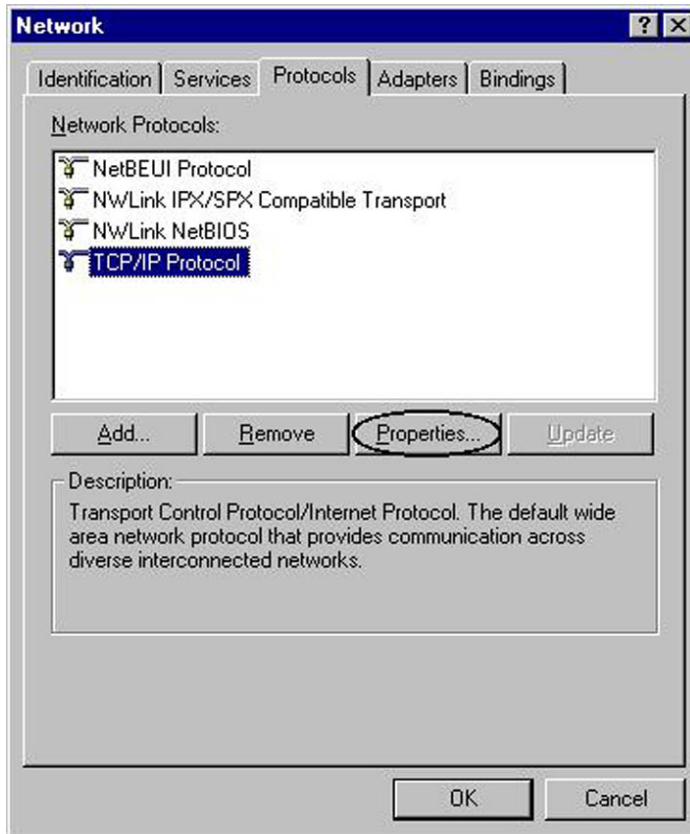 Network
Identification Services Protocols Adapters Bindings
Network Protocols:
NetBEUI Protocol
NWLink IPX/SPX Compatible Transport
NWLink NetBIOS
TCP/IP Protocol
Add... Remove Properties... Update
Description:
Transport Control Protocol/Internet Protocol. The default wide
area network protocol that provides communication across
diverse interconnected networks.
OK Cancel